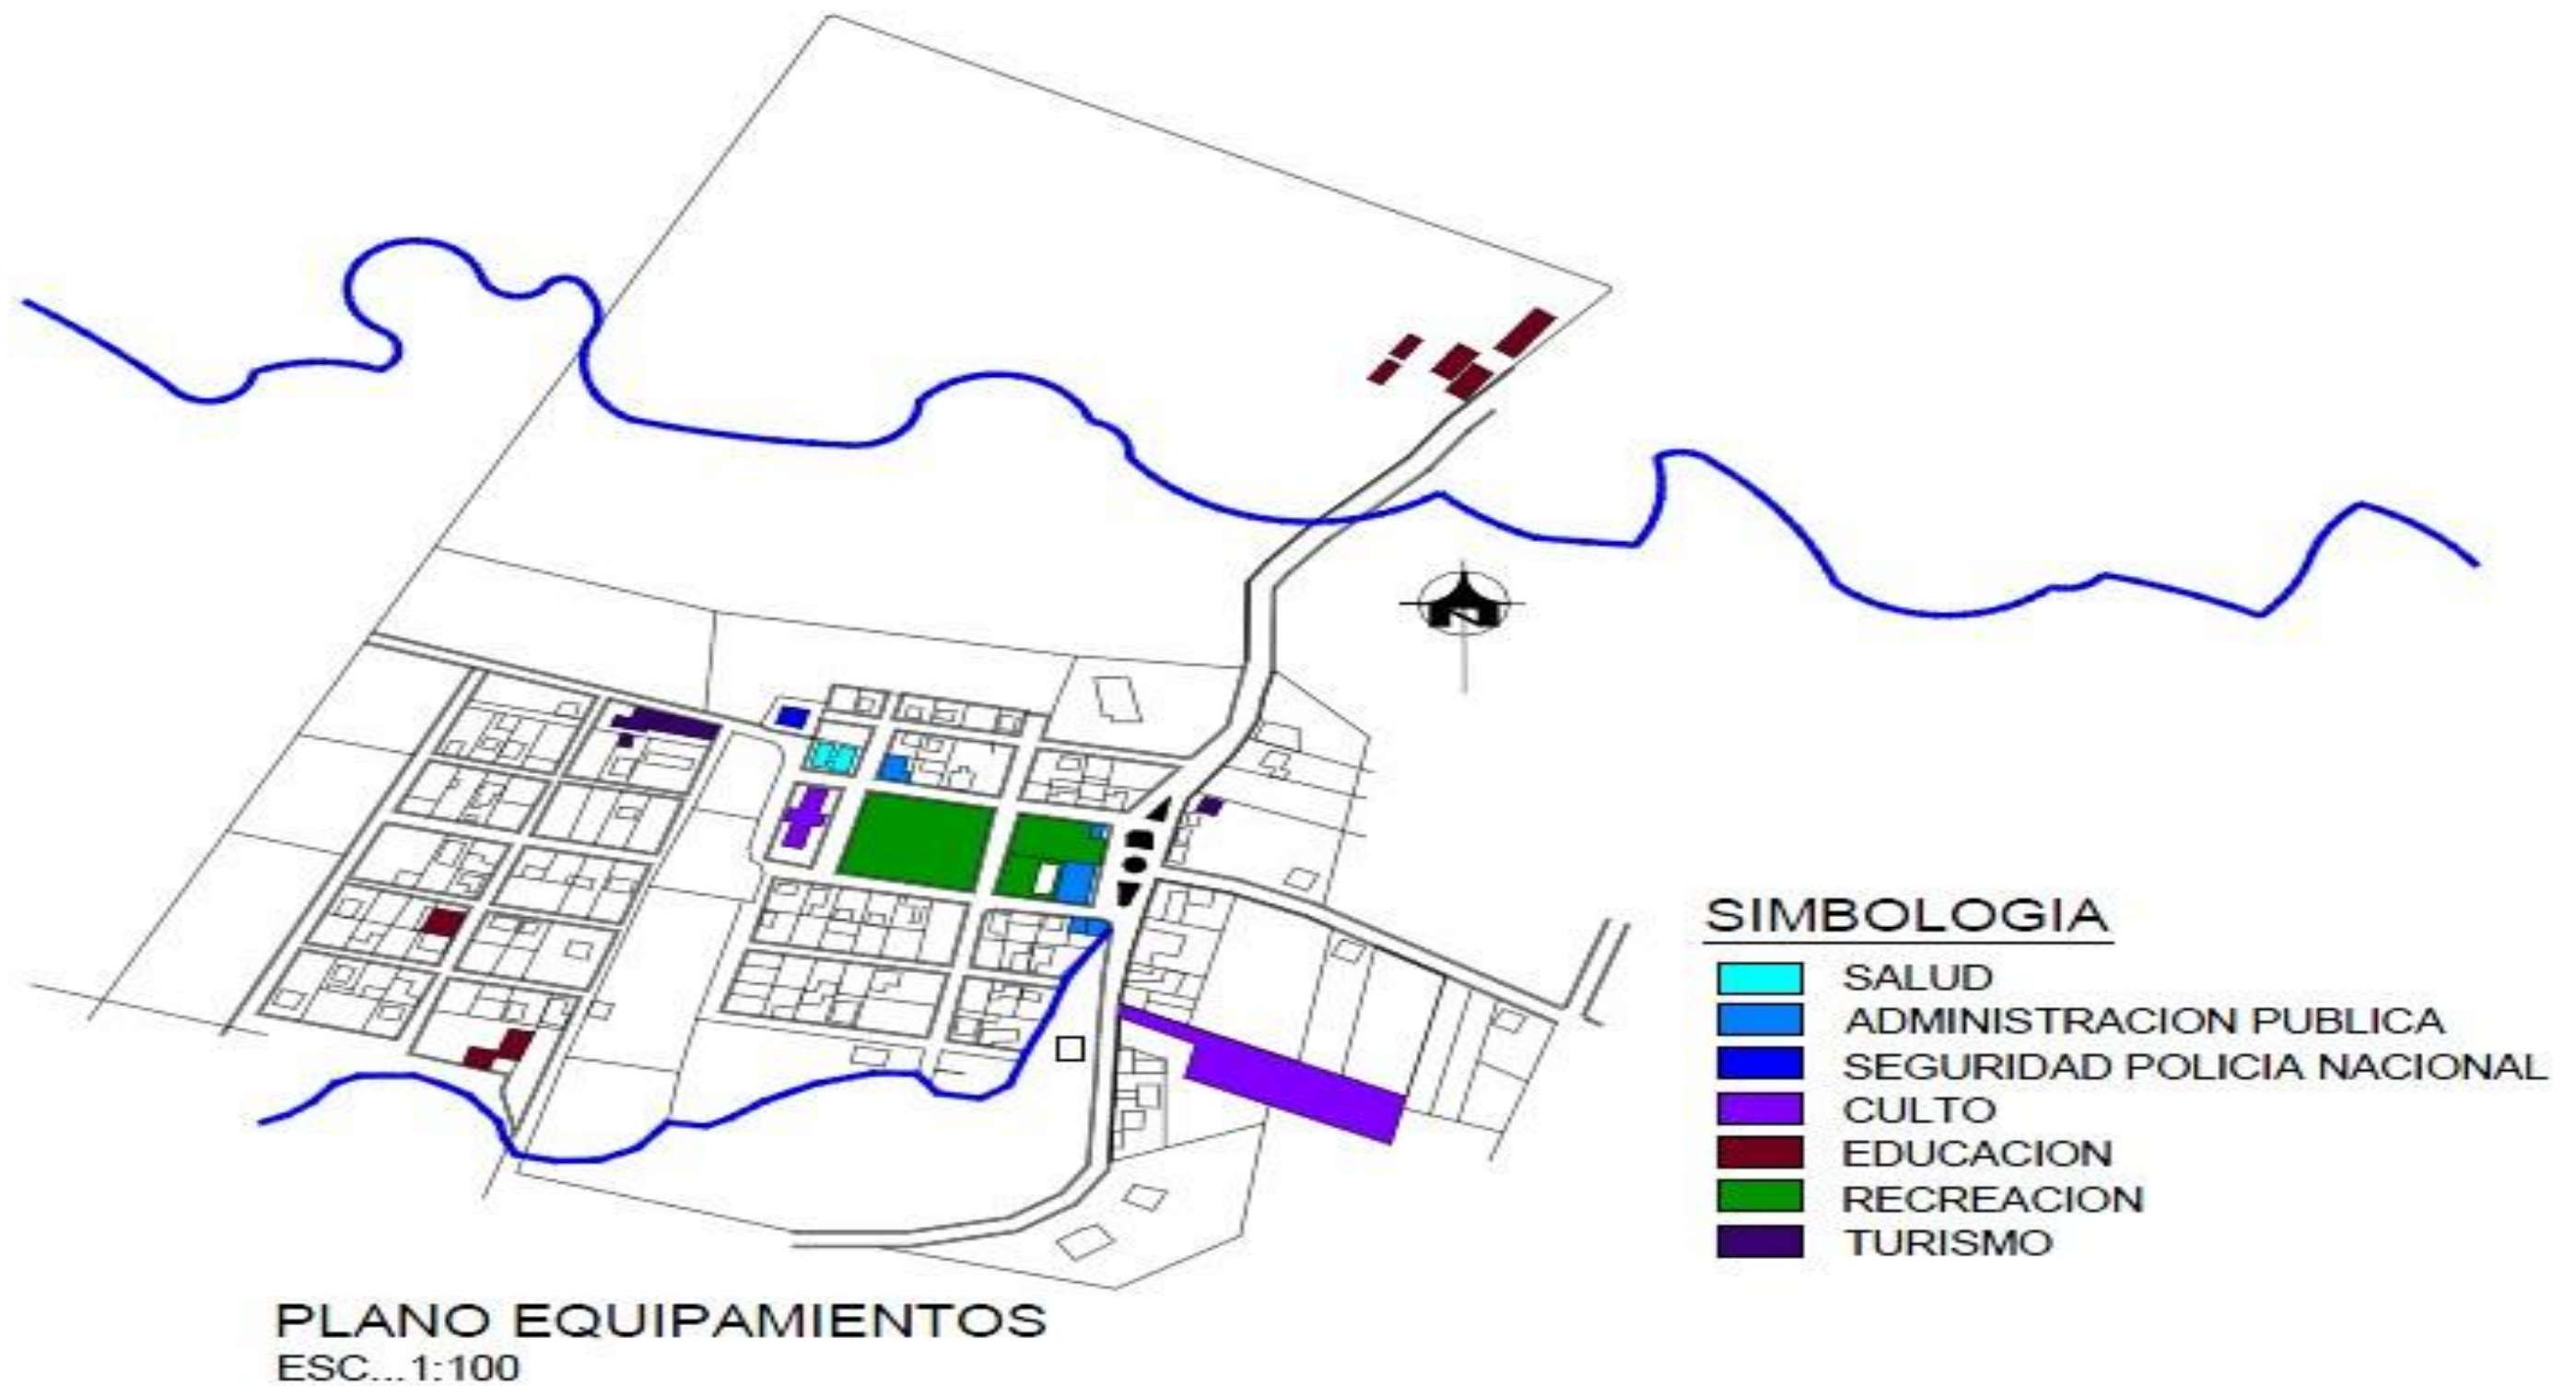 N
SIMBOLOGIA
SALUD
ADMINISTRACION PUBLICA
SEGURIDAD POLICIA NACIONAL
CULTO
EDUCACION
RECREACION
TURISMO
PLANO EQUIPAMIENTOS
ESC...1:100